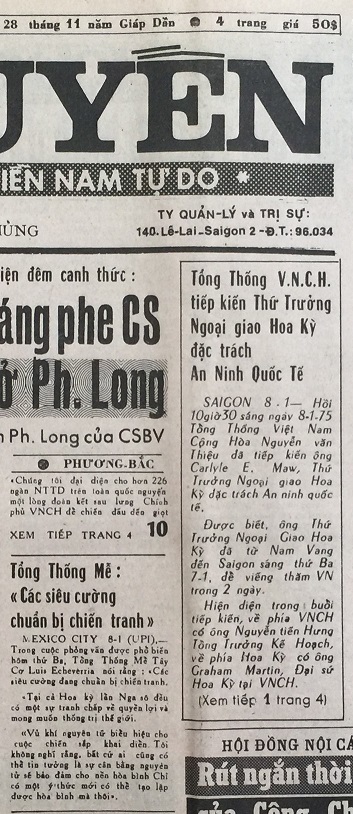 28 tháng 11 năm Giáp Dần ● 4 trang giá 50$
UYỀN
IỀN NAM TỰ DO *
TY QUẢN-LÝ và TRỊ SỰ:
ÙNG
140.Lê-Lai-Saigon 2-Đ.T.: 96.034
iện đêm canh thức :
áng phe CS
ở Ph. Long
n Ph. Long của CSBV
● PHƯƠNG-BẮC
«Chúng tôi đại diện cho hơn 226
ngàn NTTD trên toàn quốc nguyện
một lòng đoàn kết sau lưng Chính
phủ VNCH để chiến đấu đến giọt
XEM TIẾP TRANG 4 10
Tổng Thống Mễ :
« Các siêu cường
chuẩn bị chiến tranh »
MEXICO CITY 8-1 (UPI),—
Trong cuộc phỏng vấn được phổ biến
hôm thứ Ba, Tổng Thống Mễ Tây
Cơ Luis Echeverria nói rằng : «Các
siêu cường đang chuẩn bị chiến tranh.
«Tại cả Hoa kỳ lẫn Nga sô đều
có một sự tranh chấp về quyền lợi và
mong muốn thống trị thế giới.
«Vũ khí nguyên tử biểu hiệu cho
cuộc chiến sắp khai diễn. Tôi
không nghĩ rằng, bất cứ ai cũng có
thể tin tưởng là sự cân bằng nguyên
tử sẽ bảo đảm cho nền hòa bình Chỉ
có một ý thức mới có thể tạo lập
được hòa bình mà thôi».
Tổng Thống V.N.C.H.
tiếp kiến Thứ Trưởng
Ngoại giao Hoa Kỳ
đặc trách
An Ninh Quốc Tế
SAIGON 8.1— Hồi
10giờ30 sáng ngày 8-1-75
Tổng Thống Việt Nam
Cộng Hòa Nguyễn văn
Thiệu đã tiếp kiến ông
Carlyle E. Maw, Thứ
Trưởng Ngoại giao Hoa
Kỳ đặc trách An ninh quốc
tế.
Được biết, ông Thứ
Trưởng Ngoại Giao Hoa
Kỳ đã từ Nam Vang
đến Saigon sáng thứ Ba
7-1, để viếng thăm VN
trong 2 ngày.
Hiện diện trong buổi
tiếp kiến, về phía VNCH
có ông Nguyễn tiến Hưng
Tổng Trưởng Kế Hoạch,
về phía Hoa Kỳ có ông
Graham Martin, Đại sứ
Hoa Kỳ tại VNCH.
(Xem tiếp 1 trang 4)
HỘI ĐỒNG NỘI CÁ
Rút ngắn thời
của Công Ch